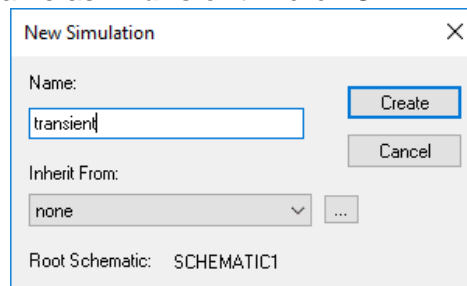 New Simulation
Name:
transient
Create
Cancel
Inherit From:
none
...
Root Schematic: SCHEMATIC1